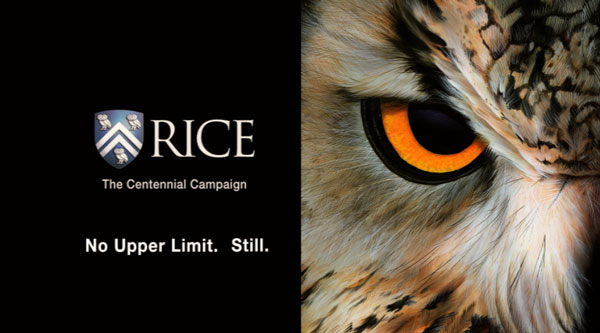 RICE
The Centennial Campaign
No Upper Limit. Still.